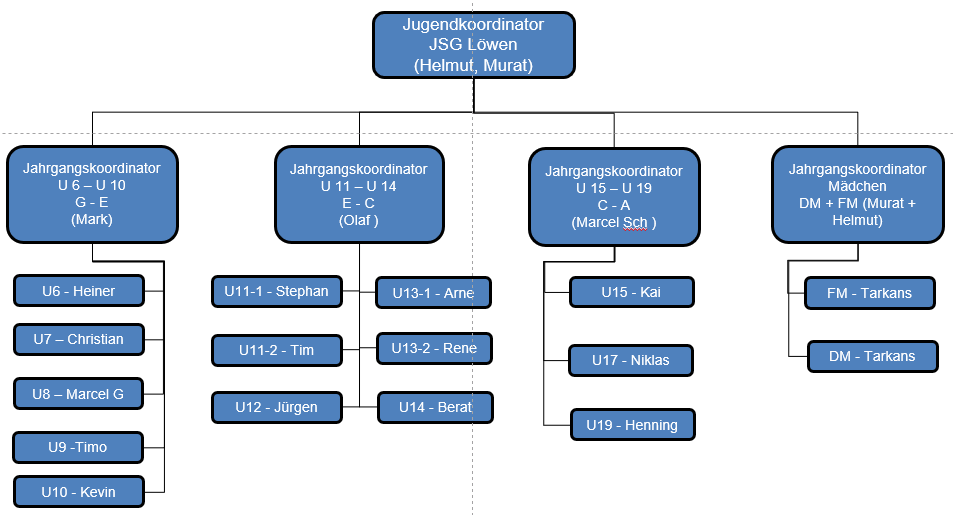 Jugendkoordinator
JSG Löwen
(Helmut, Murat)
Jahrgangskoordinator
U 6 – U 10
G - E
(Mark)
U6 - Heiner
U7 – Christian
U8 – Marcel G
U9 -Timo
U10 - Kevin
Jahrgangskoordinator
U 11 – U 14
E - C
(Olaf )
U11-1 - Stephan
U11-2 - Tim
U12 - Jürgen
U13-1 - Arne
U13-2 - Rene
U14 - Berat
Jahrgangskoordinator
U 15 – U 19
C - A
(Marcel Sch )
U15 - Kai
U17 - Niklas
U19 - Henning
Jahrgangskoordinator
Mädchen
DM + FM (Murat +
Helmut)
FM - Tarkans
DM - Tarkans